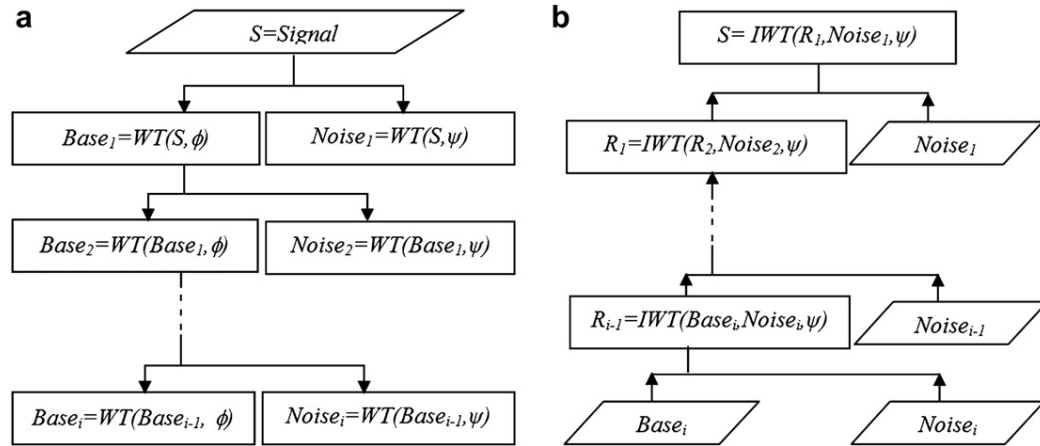 a
S=Signal
Base₁=WT(S,ϕ)
Noise₁=WT(S,ψ)
Base₂=WT(Base₁,ϕ)
Noise₂=WT(Base₁,ψ)
Baseᵢ=WT(Baseᵢ₋₁, ϕ)
Noiseᵢ=WT(Baseᵢ₋₁,ψ)
b
S= IWT(R₁,Noise₁,ψ)
R₁=IWT(R₂,Noise₂,ψ)
Noise₁
Rᵢ₋₁=IWT(Baseᵢ,Noiseᵢ,ψ)
Noiseᵢ₋₁
Baseᵢ
Noiseᵢ